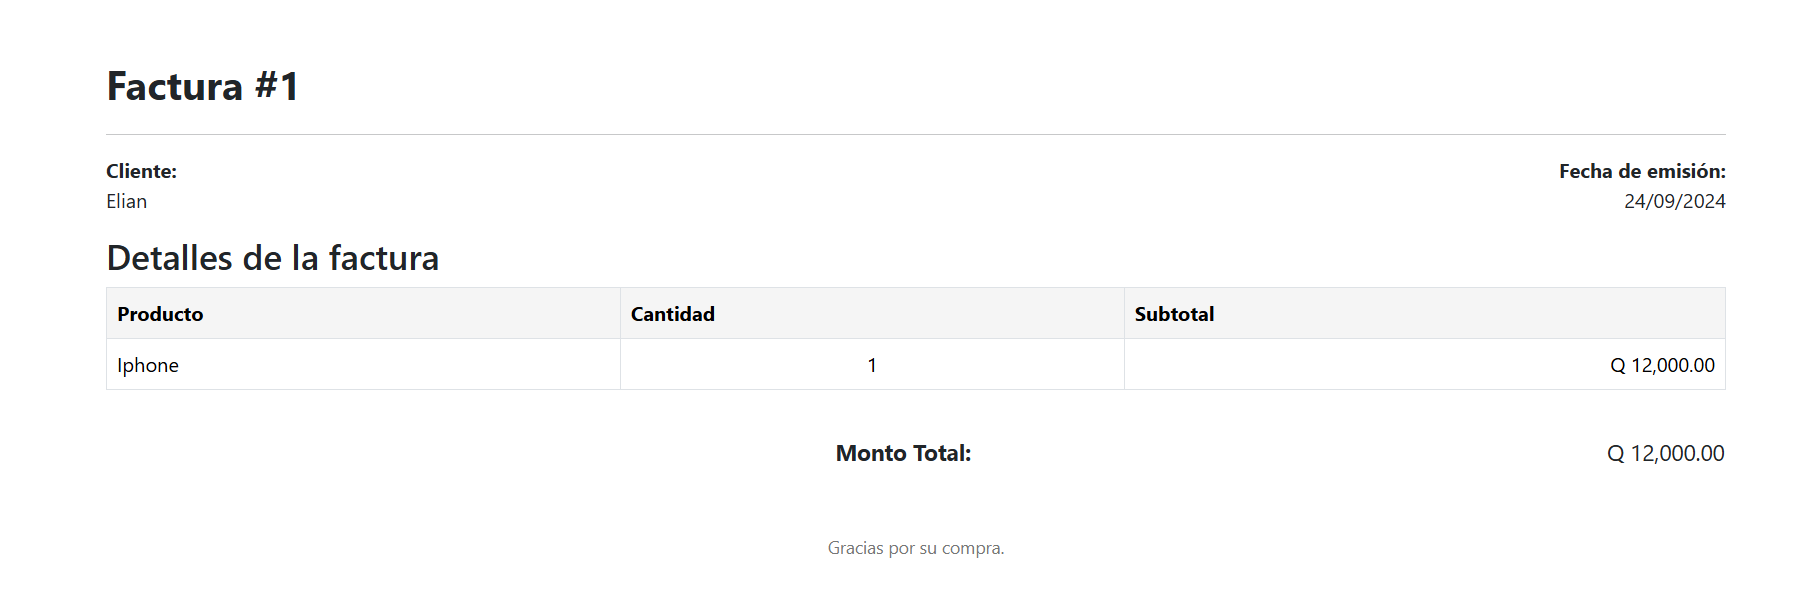 Factura #1
Cliente: Fecha de emisión:
Elian 24/09/2024
Detalles de la factura
Producto Cantidad Subtotal
Iphone 1 Q 12,000.00
Monto Total: Q 12,000.00
Gracias por su compra.